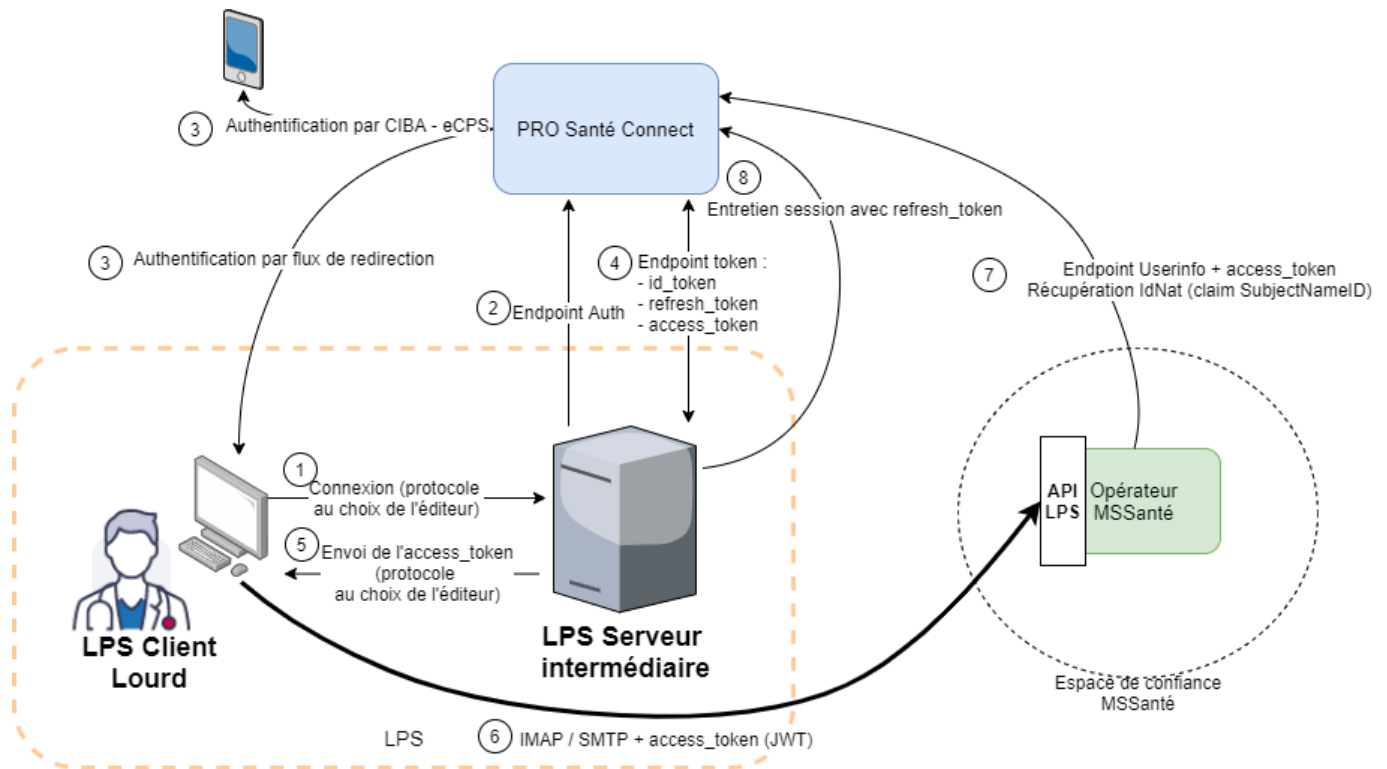 3
Authentification par CIBA - eCPS
PRO Santé Connect
8
Entretien session avec refresh_token
3
Authentification par flux de redirection
4
Endpoint token :
- id_token
- refresh_token
- access_token
2
Endpoint Auth
7
Endpoint Userinfo + access_token
Récupération IdNat (claim SubjectNameID)
1
Connexion (protocole
au choix de l'éditeur)
5
Envoi de l'access_token
(protocole
au choix de l'éditeur)
API
LPS
Opérateur
MSSanté
LPS Client
Lourd
LPS Serveur
intermédiaire
Espace de confiance
MSSanté
LPS
6
IMAP / SMTP + access_token (JWT)